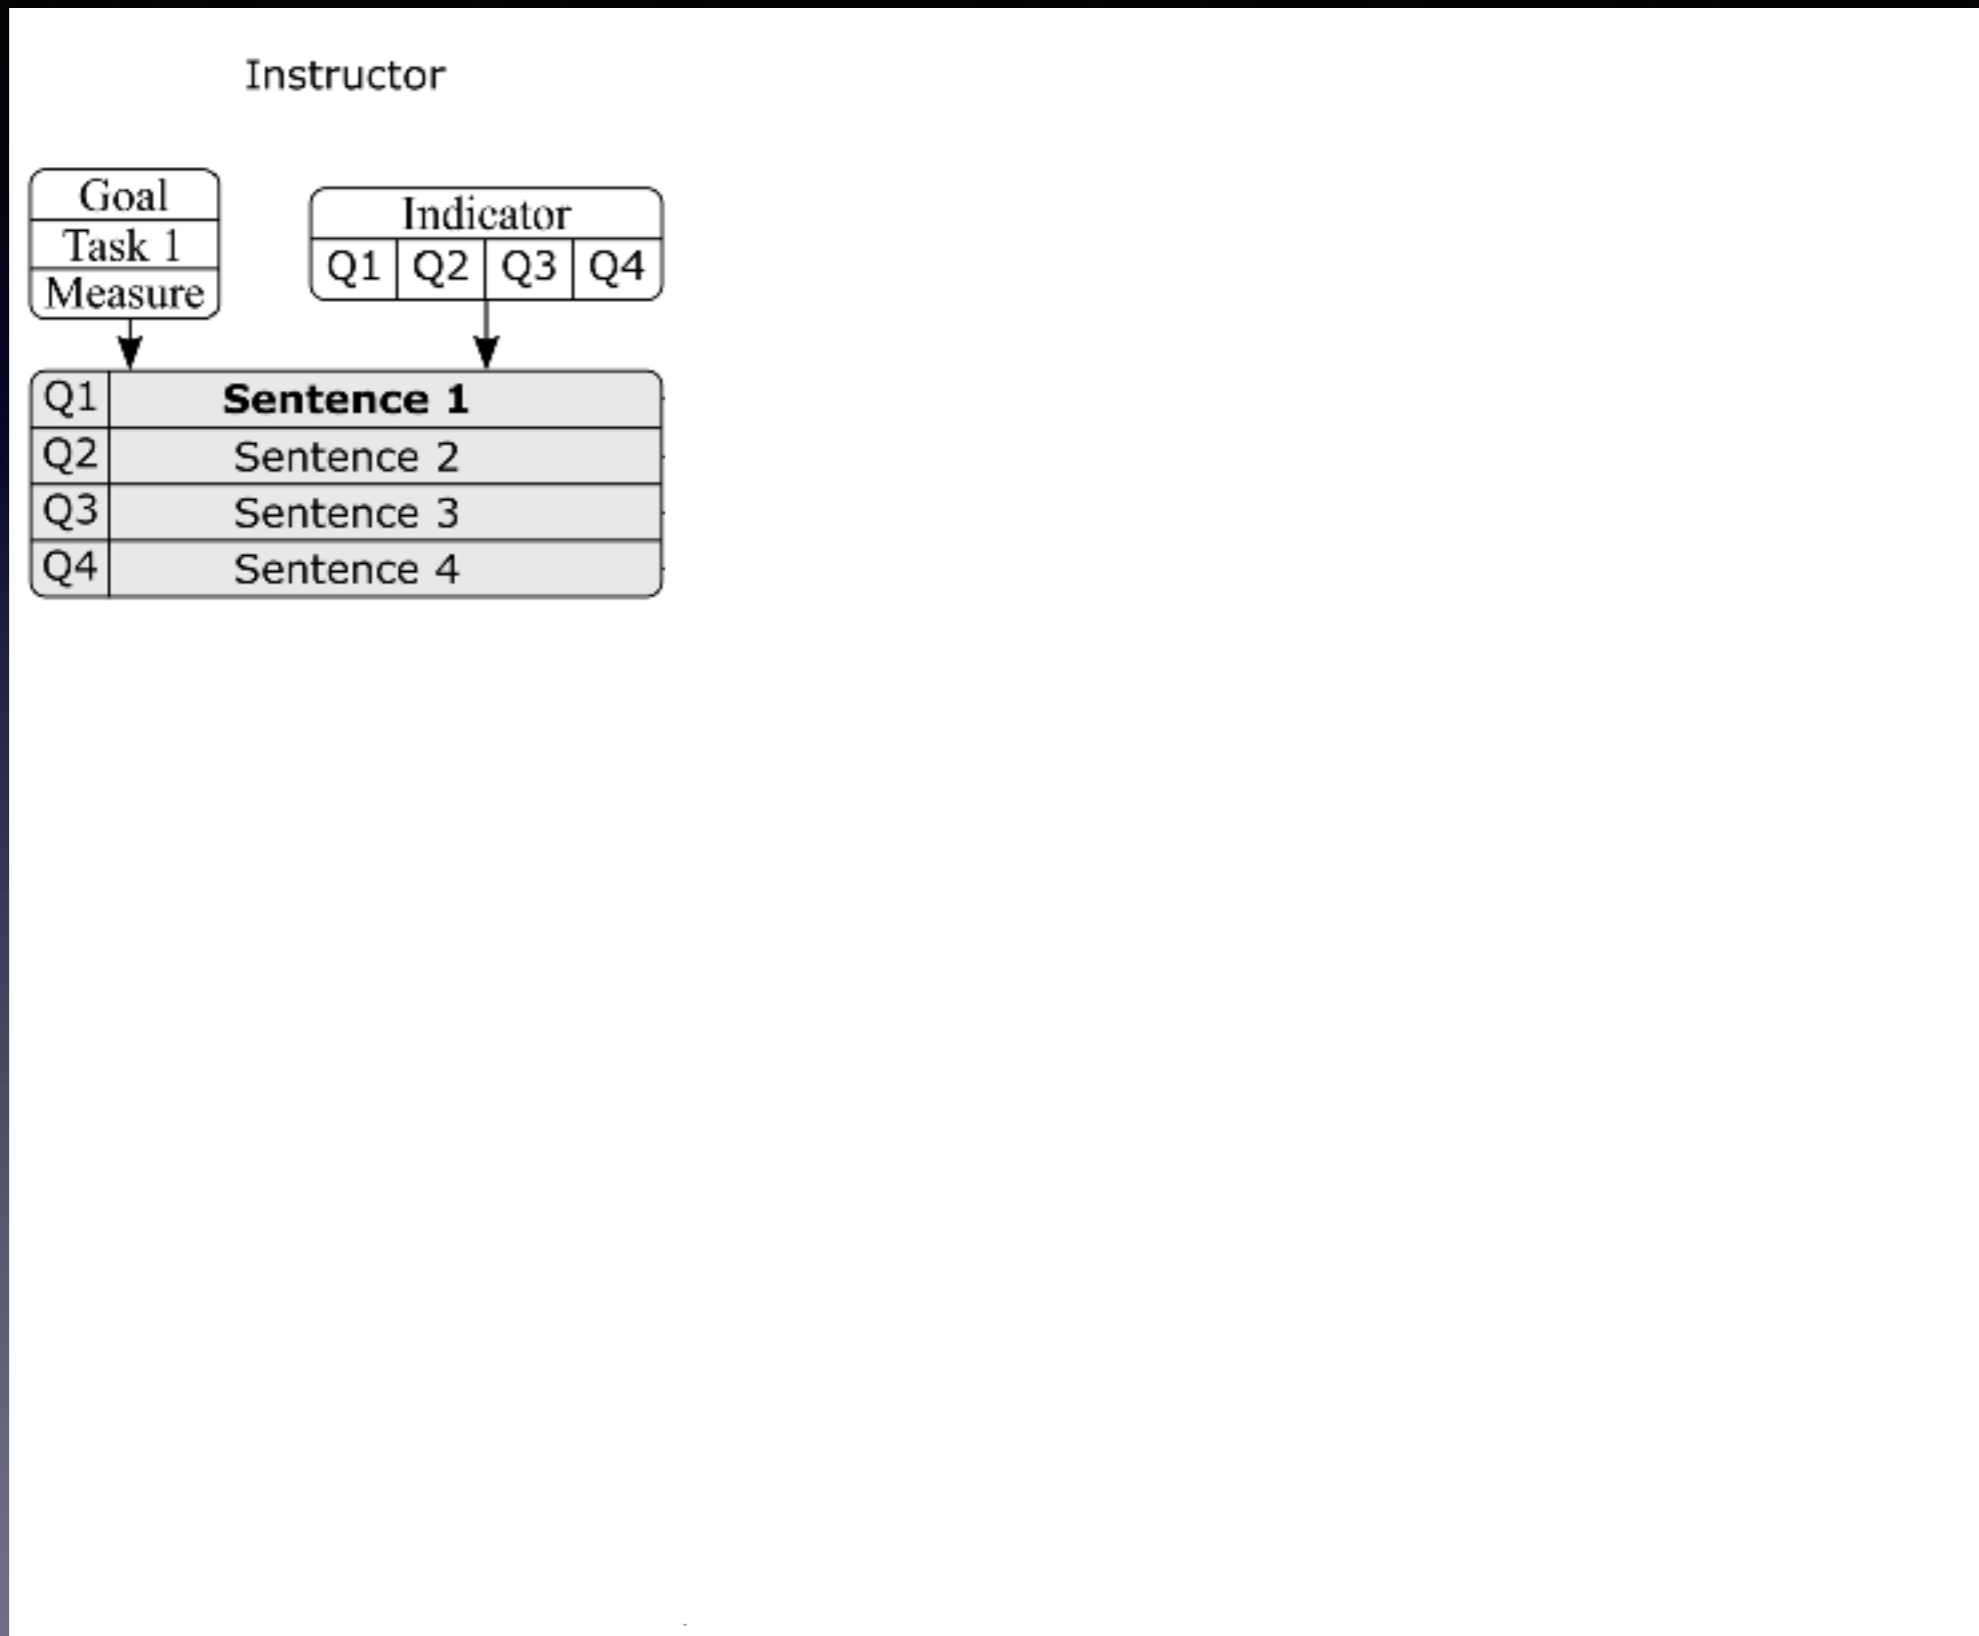 Instructor
Goal
Task 1
Measure
Indicator
Q1 Q2 Q3 Q4
Q1 Sentence 1
Q2 Sentence 2
Q3 Sentence 3
Q4 Sentence 4